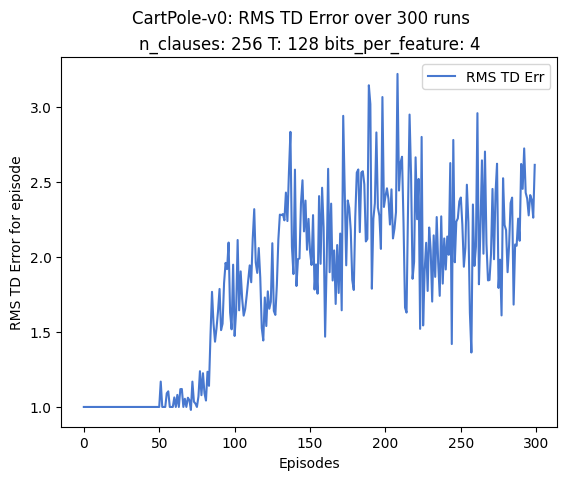 CartPole-v0: RMS TD Error over 300 runs
n_clauses: 256 T: 128 bits_per_feature: 4
RMS TD Err
3.0
2.5
2.0
1.5
1.0
RMS TD Error for episode
0
50
100
150
200
250
300
Episodes